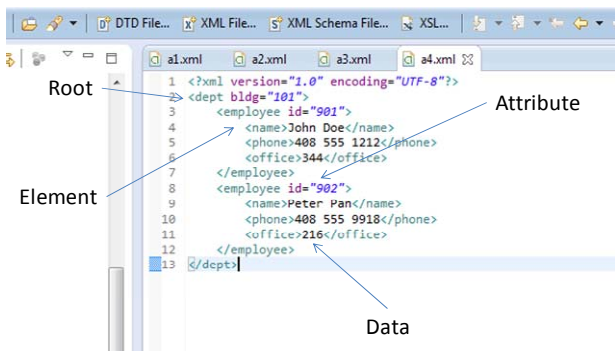 DTD File... XML File... XML Schema File... XSL...
a1.xml a2.xml a3.xml a4.xml
Root
Attribute
Element
Data
1 <?xml version="1.0" encoding="UTF-8"?>
2 <dept bldg="101">
3 <employee id="901">
4 <name>John Doe</name>
5 <phone>408 555 1212</phone>
6 <office>344</office>
7 </employee>
8 <employee id="902">
9 <name>Peter Pan</name>
10 <phone>408 555 9918</phone>
11 <office>216</office>
12 </employee>
13 </dept>